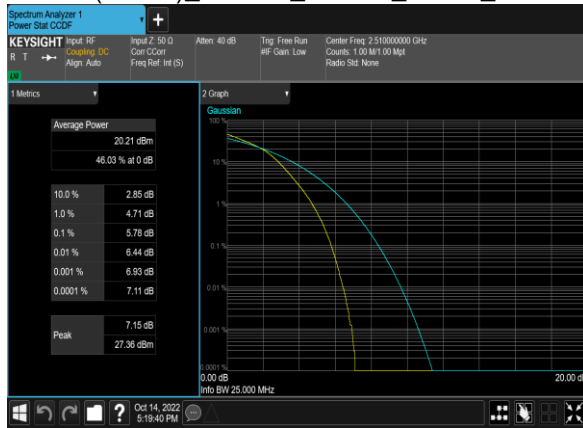 Spectrum Analyzer 1
Power Stat CCDF
KEYSIGHT
R T
Input: RF
Coupling: DC
Align: Auto
Input Z: 50 Ω
Corr CCorr
Freq Ref: Int (S)
Atten: 40 dB
Trig: Free Run
#IF Gain: Low
Center Freq: 2.510000000 GHz
Counts: 1.00 M/1.00 Mpt
Radio Std: None
1 Metrics
Average Power
20.21 dBm
46.03 % at 0 dB
10.0 % 2.85 dB
1.0 % 4.71 dB
0.1 % 5.78 dB
0.01 % 6.44 dB
0.001 % 6.93 dB
0.0001 % 7.11 dB
Peak
7.15 dB
27.36 dBm
2 Graph
Gaussian
100 %
10 %
1 %
0.1 %
0.01 %
0.001 %
0.0001 %
0.00 dB
20.00 d
Info BW 25.000 MHz
?
Oct 14, 2022
5:19:40 PM